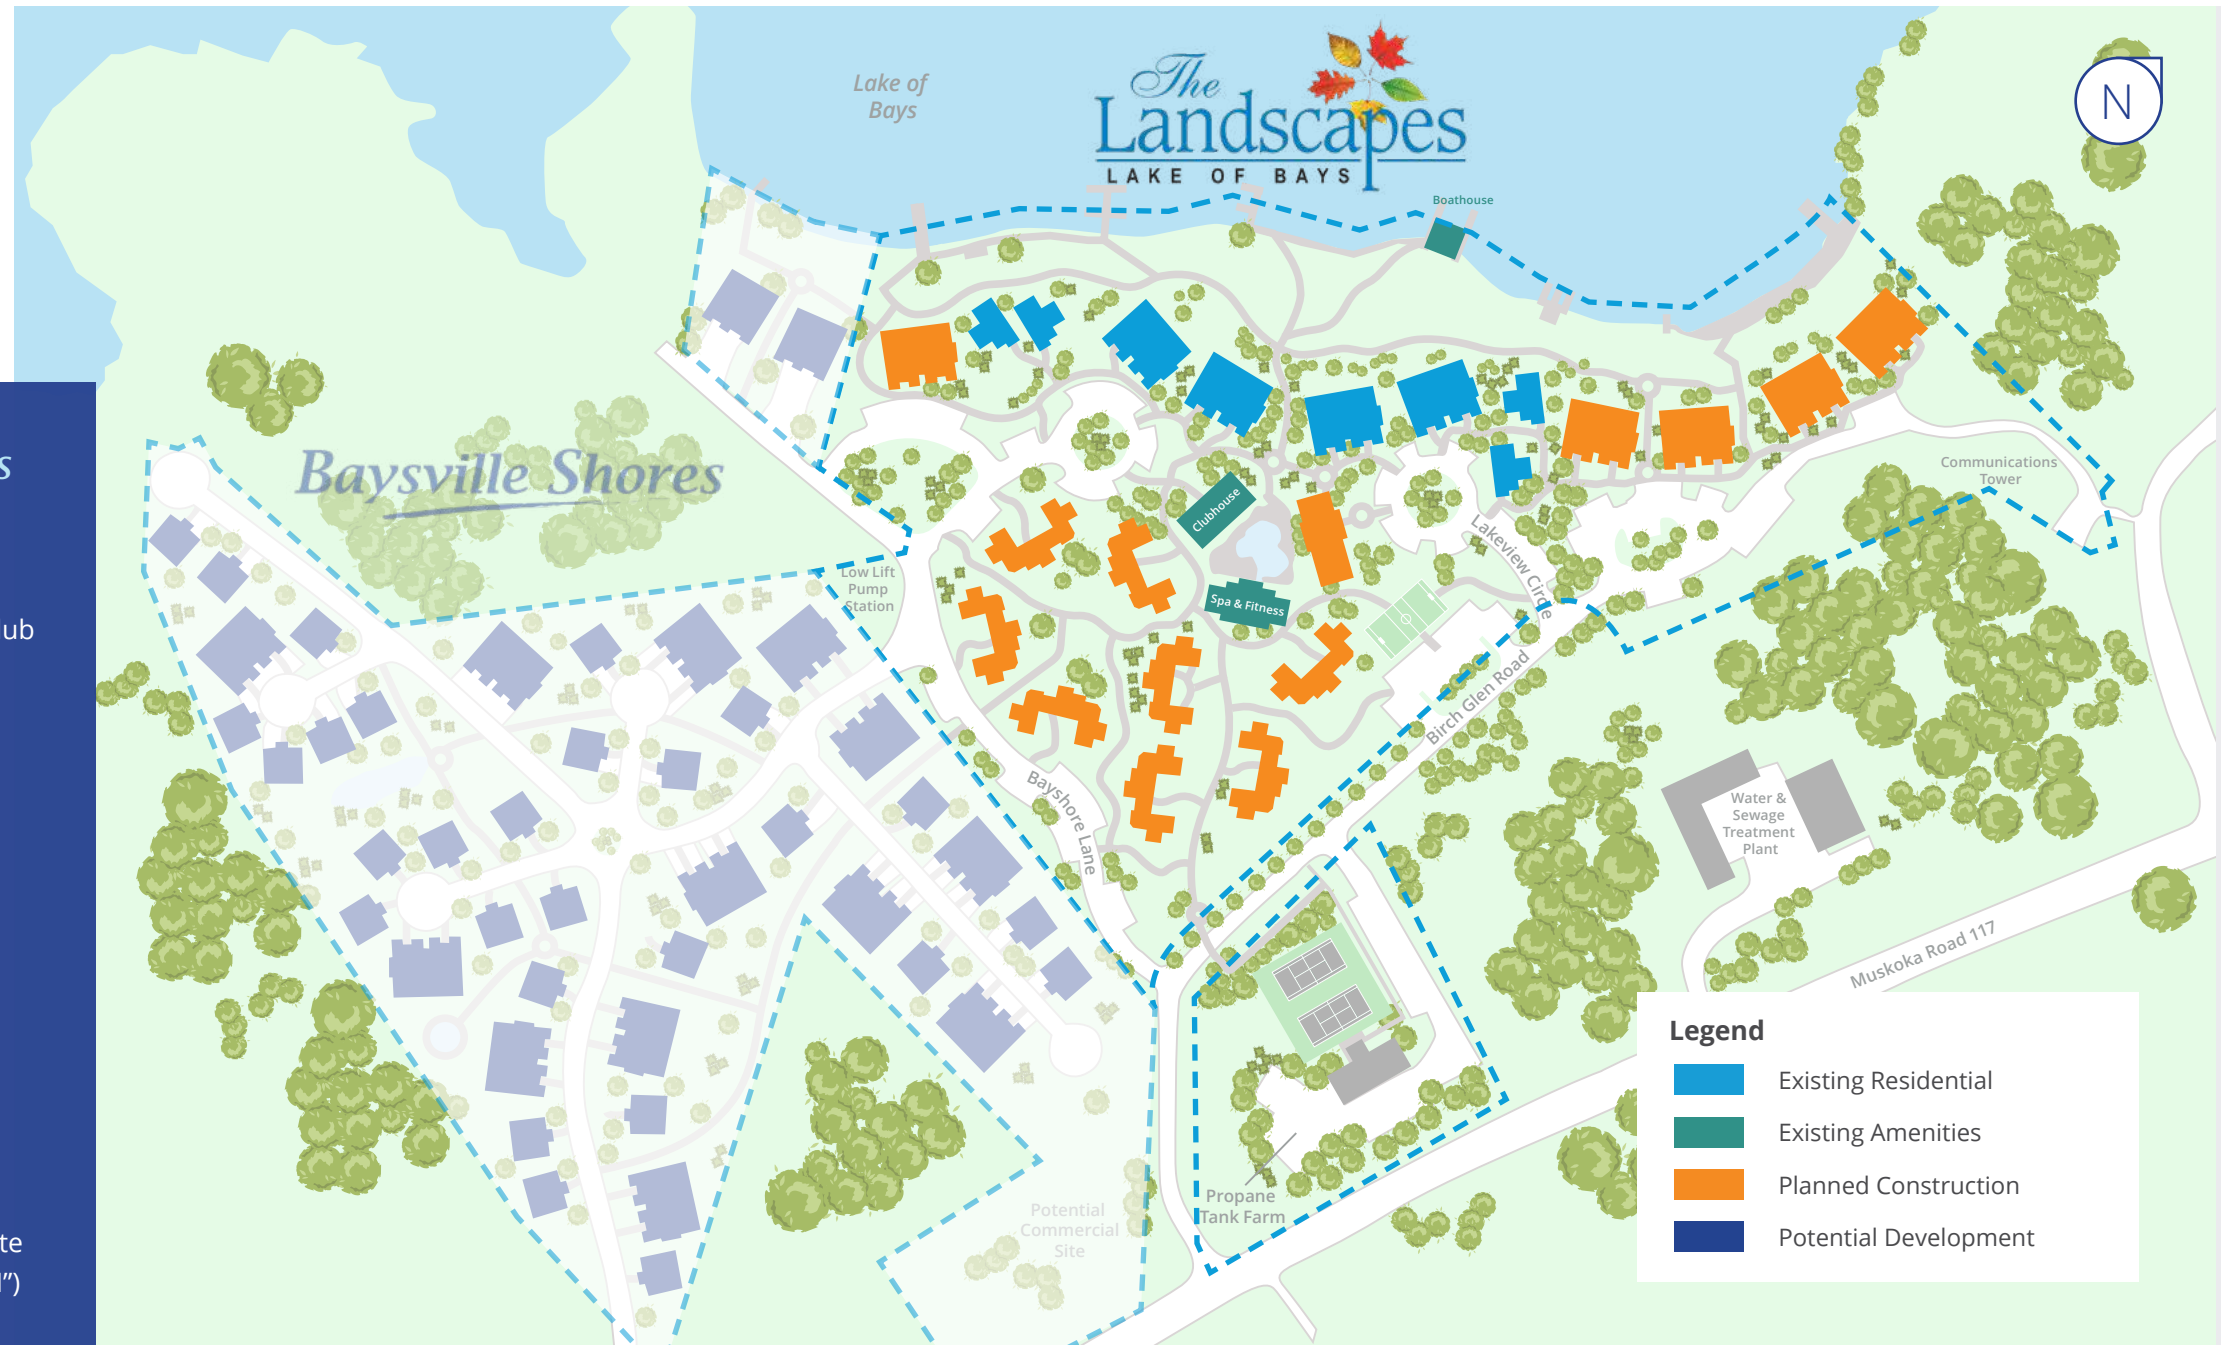 Lake of
Bays
The
Landscapes
LAKE OF BAYS
N
Boathouse
Baysville Shores
Communications
Tower
Clubhouse
Lakeview Circle
Low Lift
Pump
Station
Spa & Fitness
Birch Glen Road
Bayshore Lane
Water &
Sewage
Treatment
Plant
Muskoka Road 117
Propane
Tank Farm
Potential
Commercial
Site
Legend
Existing Residential
Existing Amenities
Planned Construction
Potential Development